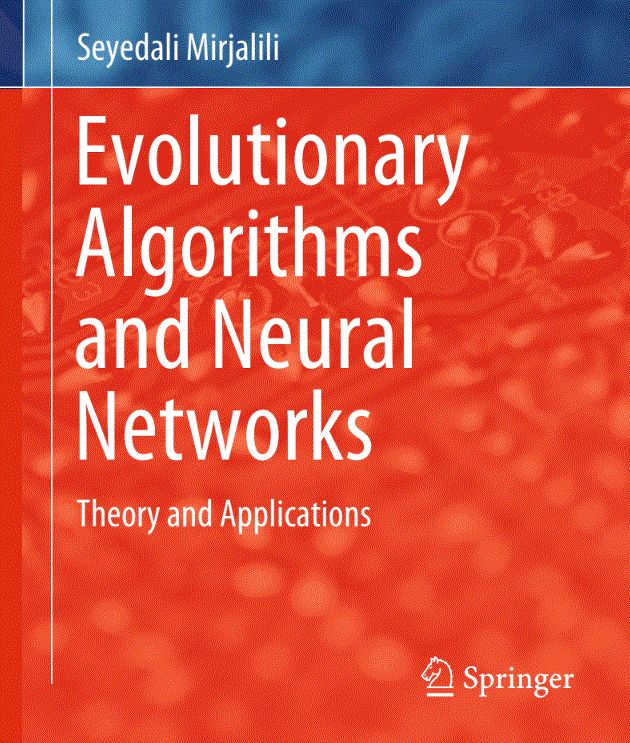 Seyedali Mirjalili
Evolutionary
Algorithms
and Neural
Networks
Theory and Applications
Springer